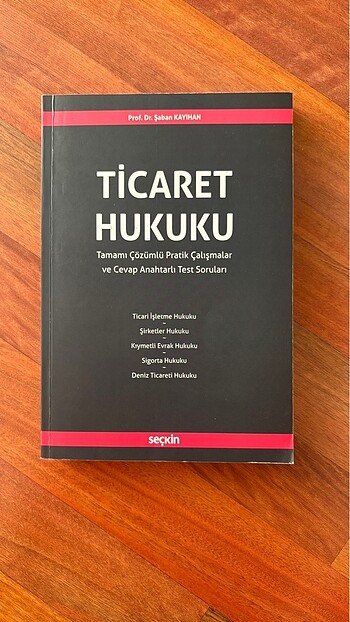 Prof. Dr. Şaban KAYIHAN
TİCARET
HUKUKU
Tamamı Çözümlü Pratik Çalışmalar
ve Cevap Anahtarlı Test Soruları
Ticari İşletme Hukuku
–
Şirketler Hukuku
–
Kıymetli Evrak Hukuku
–
Sigorta Hukuku
–
Deniz Ticareti Hukuku
seçkin